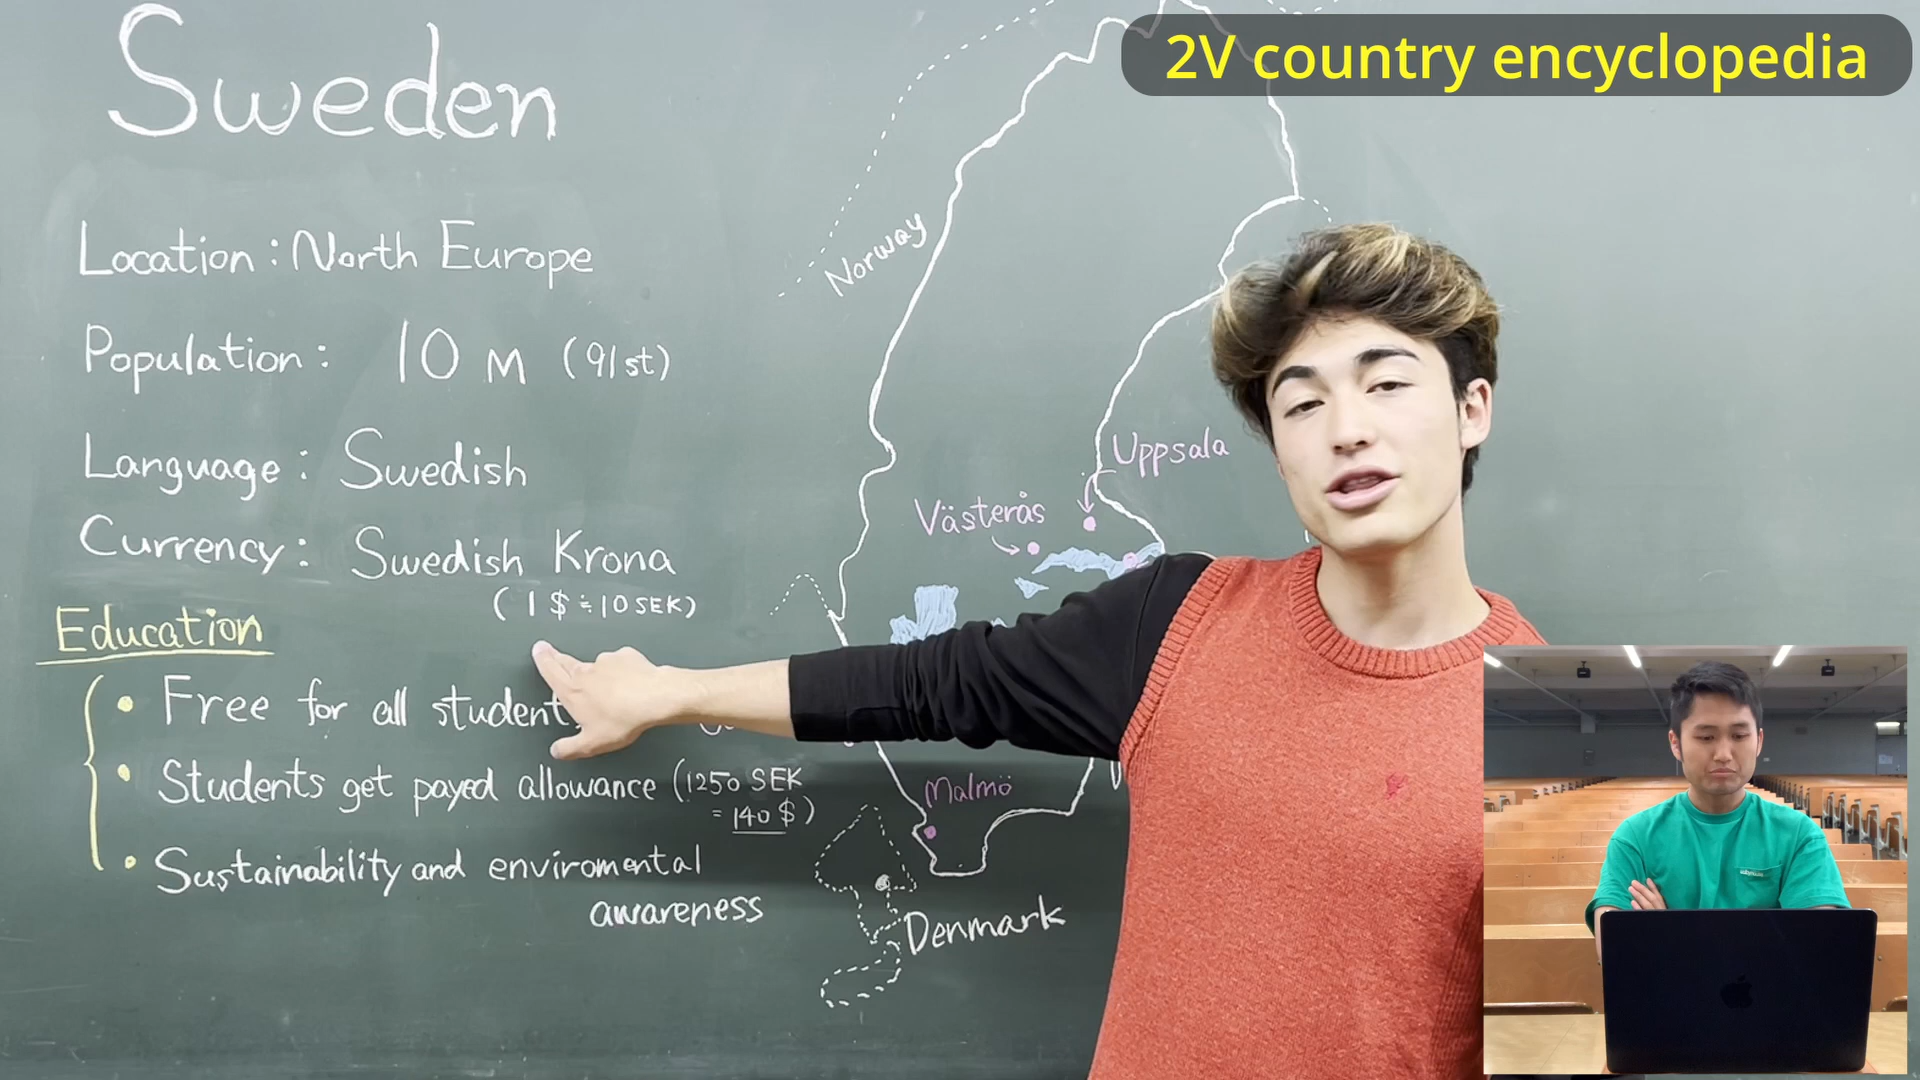 2V country encyclopedia
Sweden
Location : North Europe
Population : 10 M (91st)
Language : Swedish
Currency : Swedish Krona
(1$ ≒ 10 SEK)
Education
• Free for all student
• Students get payed allowance (1250 SEK
= 140 $)
• Sustainability and enviromental
awareness
Norway
Uppsala
Västerås
Malmö
Denmark